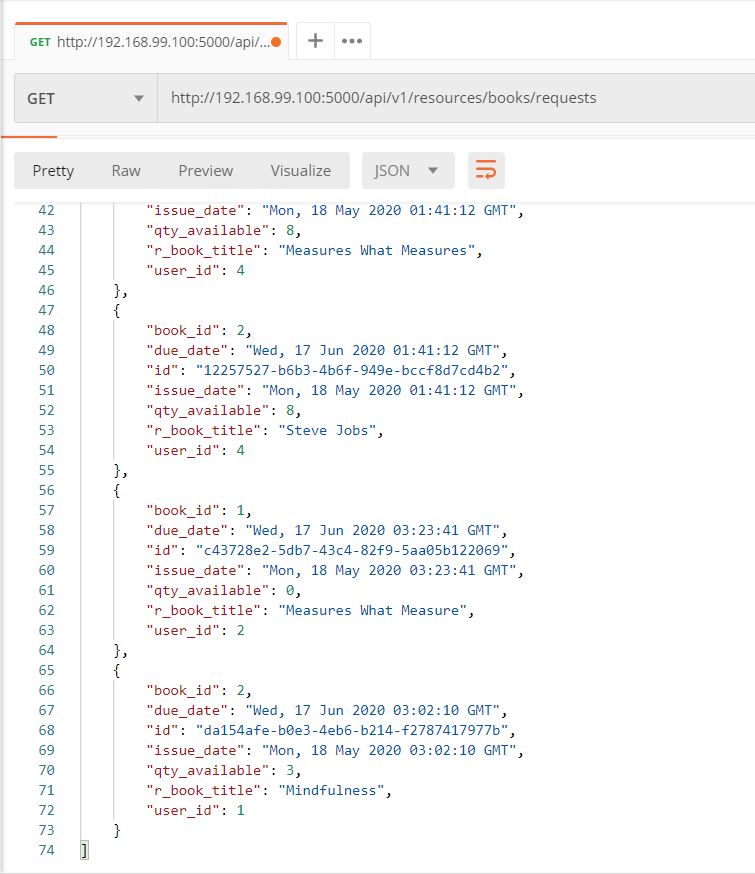 GET http://192.168.99.100:5000/api/... + •••
GET http://192.168.99.100:5000/api/v1/resources/books/requests
Pretty Raw Preview Visualize JSON
42 "issue_date": "Mon, 18 May 2020 01:41:12 GMT",
43 "qty_available": 8,
44 "r_book_title": "Measures What Measures",
45 "user_id": 4
46 },
47 {
48 "book_id": 2,
49 "due_date": "Wed, 17 Jun 2020 01:41:12 GMT",
50 "id": "12257527-b6b3-4b6f-949e-bccf8d7cd4b2",
51 "issue_date": "Mon, 18 May 2020 01:41:12 GMT",
52 "qty_available": 8,
53 "r_book_title": "Steve Jobs",
54 "user_id": 4
55 },
56 {
57 "book_id": 1,
58 "due_date": "Wed, 17 Jun 2020 03:23:41 GMT",
59 "id": "c43728e2-5db7-43c4-82f9-5aa05b122069",
60 "issue_date": "Mon, 18 May 2020 03:23:41 GMT",
61 "qty_available": 0,
62 "r_book_title": "Measures What Measure",
63 "user_id": 2
64 },
65 {
66 "book_id": 2,
67 "due_date": "Wed, 17 Jun 2020 03:02:10 GMT",
68 "id": "da154afe-b0e3-4eb6-b214-f2787417977b",
69 "issue_date": "Mon, 18 May 2020 03:02:10 GMT",
70 "qty_available": 3,
71 "r_book_title": "Mindfulness",
72 "user_id": 1
73 }
74 ]